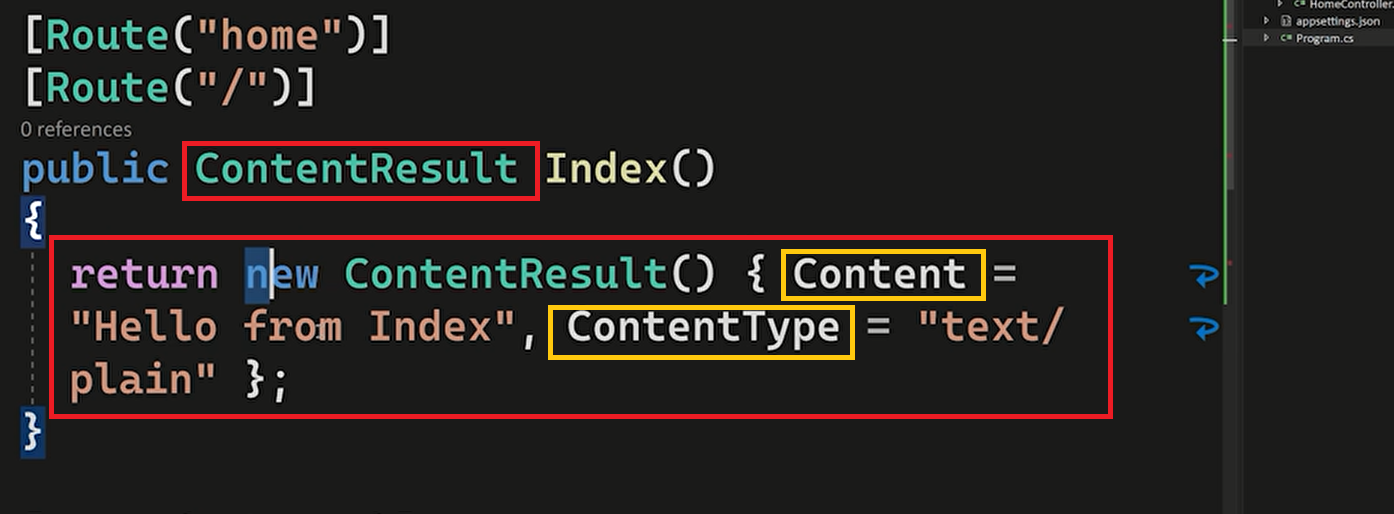 [Route("home")]
[Route("/")]
0 references
public ContentResult Index()
{
return new ContentResult() { Content =
"Hello from Index", ContentType = "text/
plain" };
}
HomeController.
appsettings.json
Program.cs